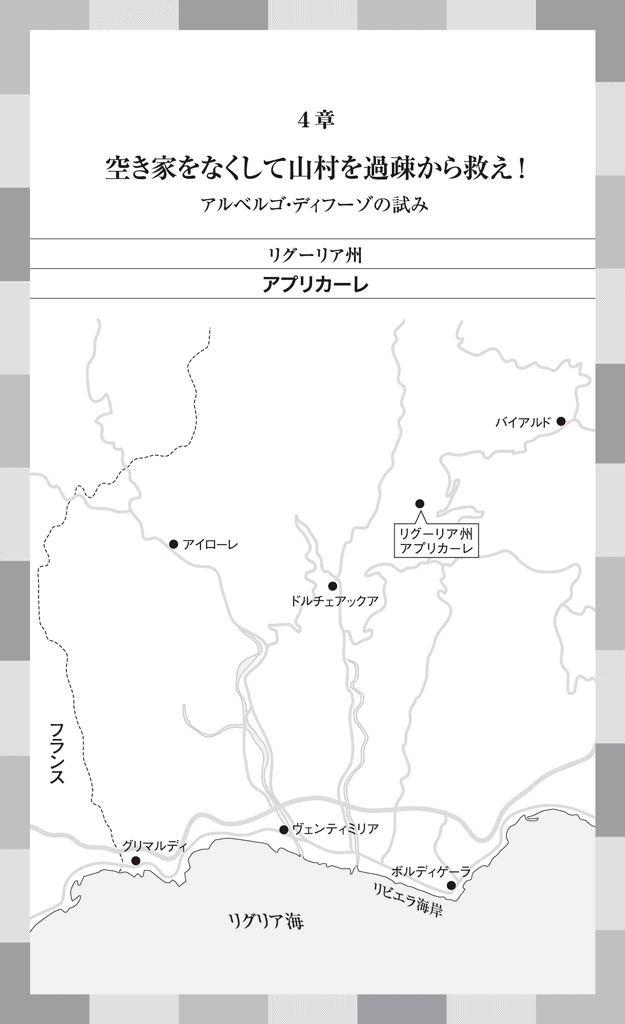 4章
空き家をなくして山村を過疎から救え!
アルベルゴ・ディフーゾの試み
リグーリア州
アプリカーレ
バイアルド
リグーリア州
アプリカーレ
アイローレ
ドルチェアックア
フランス
ヴェンティミリア
グリマルディ
ボルディゲーラ
リビエラ海岸
リグリア海